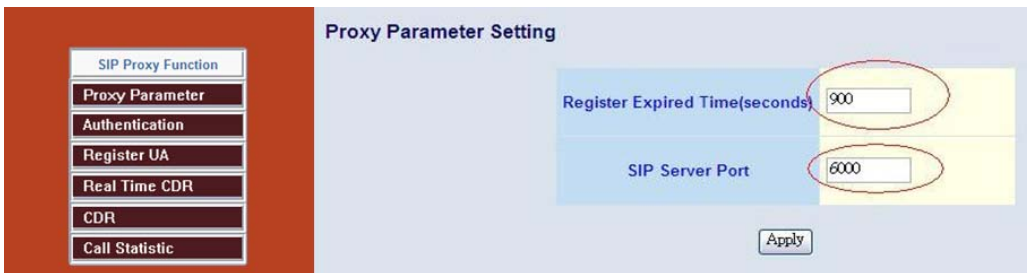 Proxy Parameter Setting
SIP Proxy Function
Proxy Parameter
Authentication
Register UA
Real Time CDR
CDR
Call Statistic
Register Expired Time(seconds)
900
SIP Server Port
6000
Apply